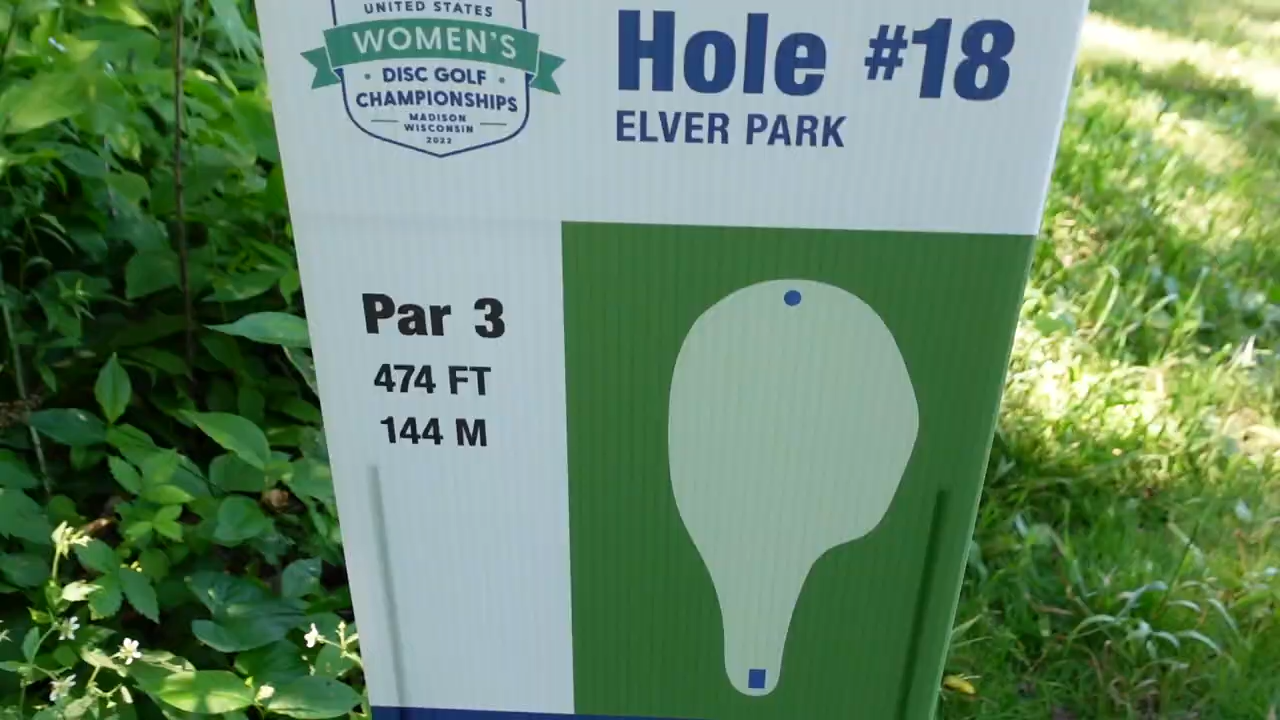 UNITED STATES
WOMEN'S
• DISC GOLF •
CHAMPIONSHIPS
MADISON
WISCONSIN
2022
Hole #18
ELVER PARK
Par 3
474 FT
144 M